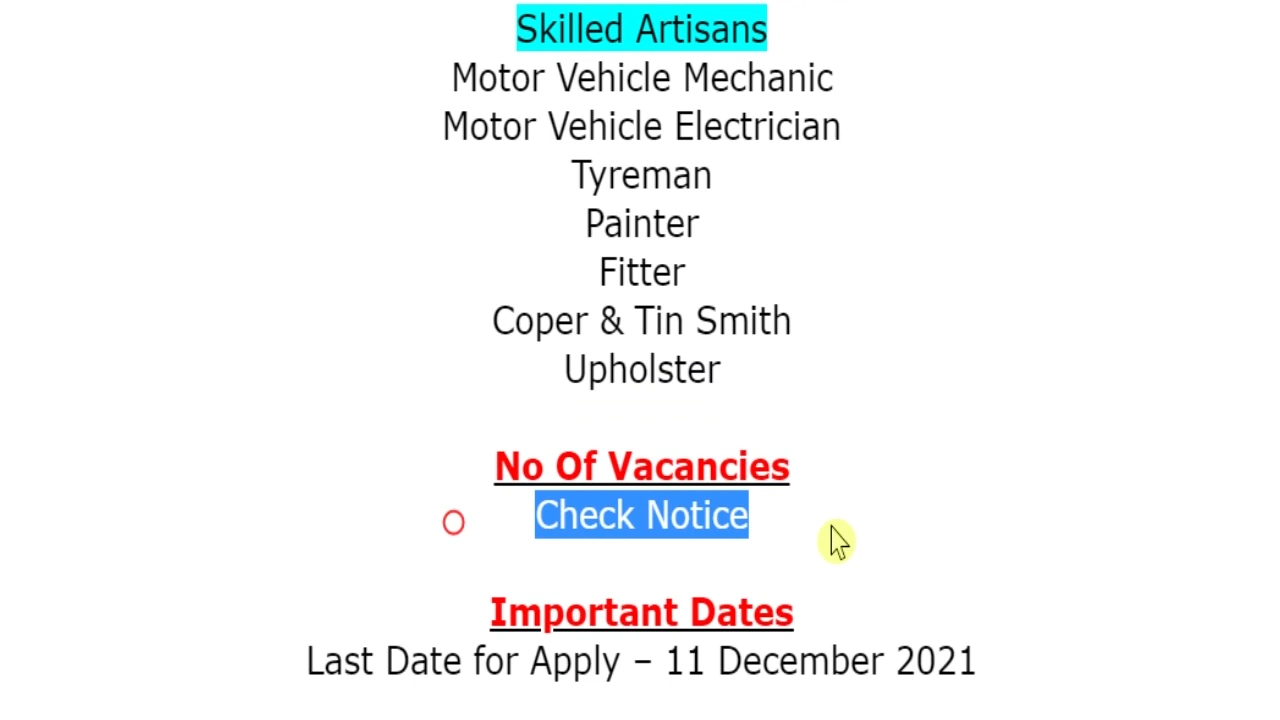 Skilled Artisans
Motor Vehicle Mechanic
Motor Vehicle Electrician
Tyreman
Painter
Fitter
Coper & Tin Smith
Upholster
No Of Vacancies
Check Notice
Important Dates
Last Date for Apply – 11 December 2021